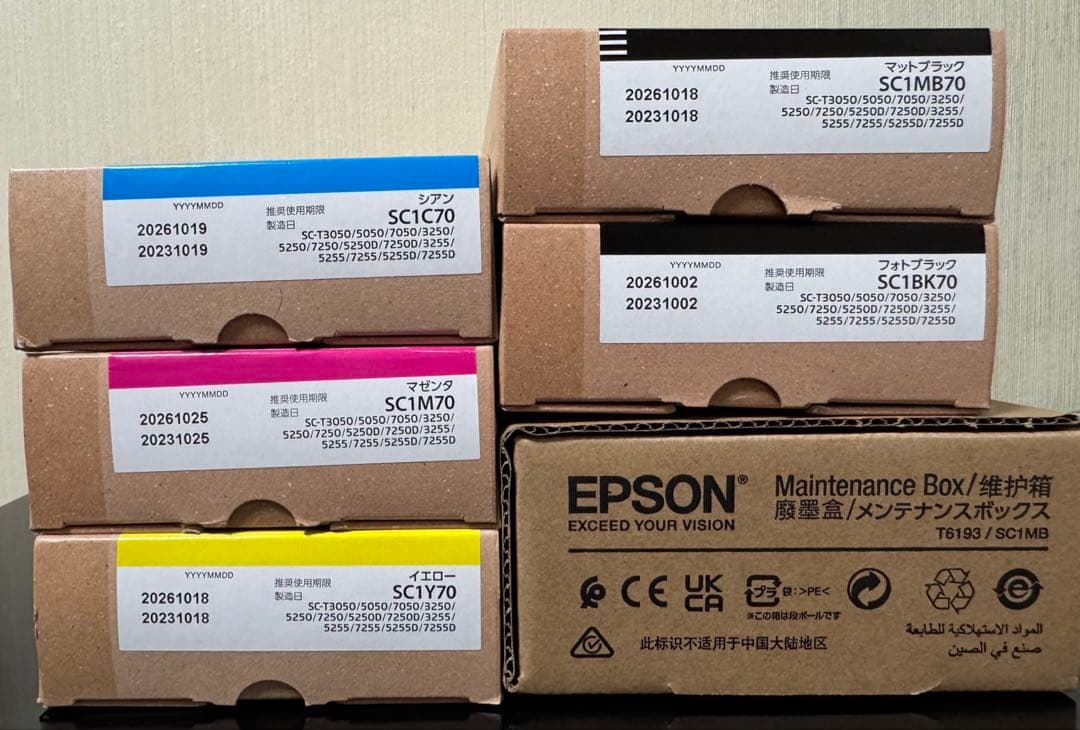 マットブラック
YYYYMMDD
推奨使用期限
SC1MB70
20261018
製造日
SC-T3050/5050/7050/3250/
20231018
5250/7250/5250D/7250D/3255/
5255/7255/5255D/7255D
フォトブラック
YYYYMMDD
推奨使用期限
SC1BK70
20261002
製造日
SC-T3050/5050/7050/3250/
20231002
5250/7250/5250D/7250D/3255/
5255/7255/5255D/7255D
シアン
YYYYMMDD
推奨使用期限
SC1C70
20261019
製造日
SC-T3050/5050/7050/3250/
20231019
5250/7250/5250D/7250D/3255/
5255/7255/5255D/7255D
マゼンタ
YYYYMMDD
推奨使用期限
SC1M70
20261025
製造日
SC-T3050/5050/7050/3250/
20231025
5250/7250/5250D/7250D/3255/
5255/7255/5255D/7255D
イエロー
YYYYMMDD
推奨使用期限
SC1Y70
20261018
製造日
SC-T3050/5050/7050/3250/
20231018
5250/7250/5250D/7250D/3255/
5255/7255/5255D/7255D
EPSON®
EXCEED YOUR VISION
Maintenance Box/维护箱
廢墨盒/メンテナンスボックス
T6193 / SC1MB
CE UK CA プラ 袋:>PE<
※この箱は段ボールです
المواد الاستهلاكية للطابعة
صنع في الصين
此标识不适用于中国大陆地区